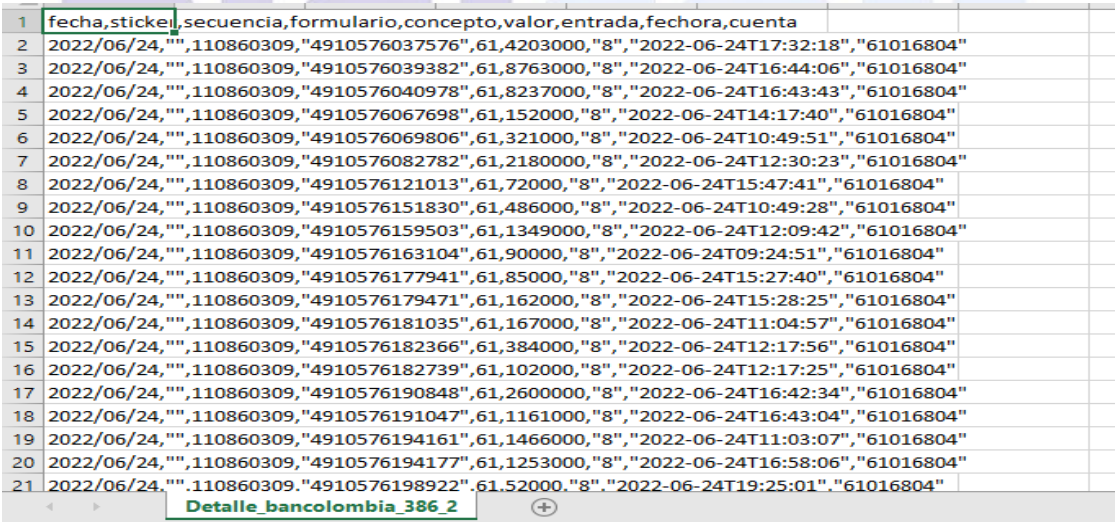 1 fecha,sticker,secuencia,formulario,concepto,valor,entrada,fechora,cuenta
2 2022/06/24,"",110860309,"4910576037576",61,4203000,"8","2022-06-24T17:32:18","61016804"
3 2022/06/24,"",110860309,"4910576039382",61,8763000,"8","2022-06-24T16:44:06","61016804"
4 2022/06/24,"",110860309,"4910576040978",61,8237000,"8","2022-06-24T16:43:43","61016804"
5 2022/06/24,"",110860309,"4910576067698",61,152000,"8","2022-06-24T14:17:40","61016804"
6 2022/06/24,"",110860309,"4910576069806",61,321000,"8","2022-06-24T10:49:51","61016804"
7 2022/06/24,"",110860309,"4910576082782",61,2180000,"8","2022-06-24T12:30:23","61016804"
8 2022/06/24,"",110860309,"4910576121013",61,72000,"8","2022-06-24T15:47:41","61016804"
9 2022/06/24,"",110860309,"4910576151830",61,486000,"8","2022-06-24T10:49:28","61016804"
10 2022/06/24,"",110860309,"4910576159503",61,1349000,"8","2022-06-24T12:09:42","61016804"
11 2022/06/24,"",110860309,"4910576163104",61,90000,"8","2022-06-24T09:24:51","61016804"
12 2022/06/24,"",110860309,"4910576177941",61,85000,"8","2022-06-24T15:27:40","61016804"
13 2022/06/24,"",110860309,"4910576179471",61,162000,"8","2022-06-24T15:28:25","61016804"
14 2022/06/24,"",110860309,"4910576181035",61,167000,"8","2022-06-24T11:04:57","61016804"
15 2022/06/24,"",110860309,"4910576182366",61,384000,"8","2022-06-24T12:17:56","61016804"
16 2022/06/24,"",110860309,"4910576182739",61,102000,"8","2022-06-24T12:17:25","61016804"
17 2022/06/24,"",110860309,"4910576190848",61,2600000,"8","2022-06-24T16:42:34","61016804"
18 2022/06/24,"",110860309,"4910576191047",61,1161000,"8","2022-06-24T16:43:04","61016804"
19 2022/06/24,"",110860309,"4910576194161",61,1466000,"8","2022-06-24T11:03:07","61016804"
20 2022/06/24,"",110860309,"4910576194177",61,1253000,"8","2022-06-24T16:58:06","61016804"
21 2022/06/24,"",110860309,"4910576198922",61,52000,"8","2022-06-24T19:25:01","61016804"
Detalle_bancolombia_386_2